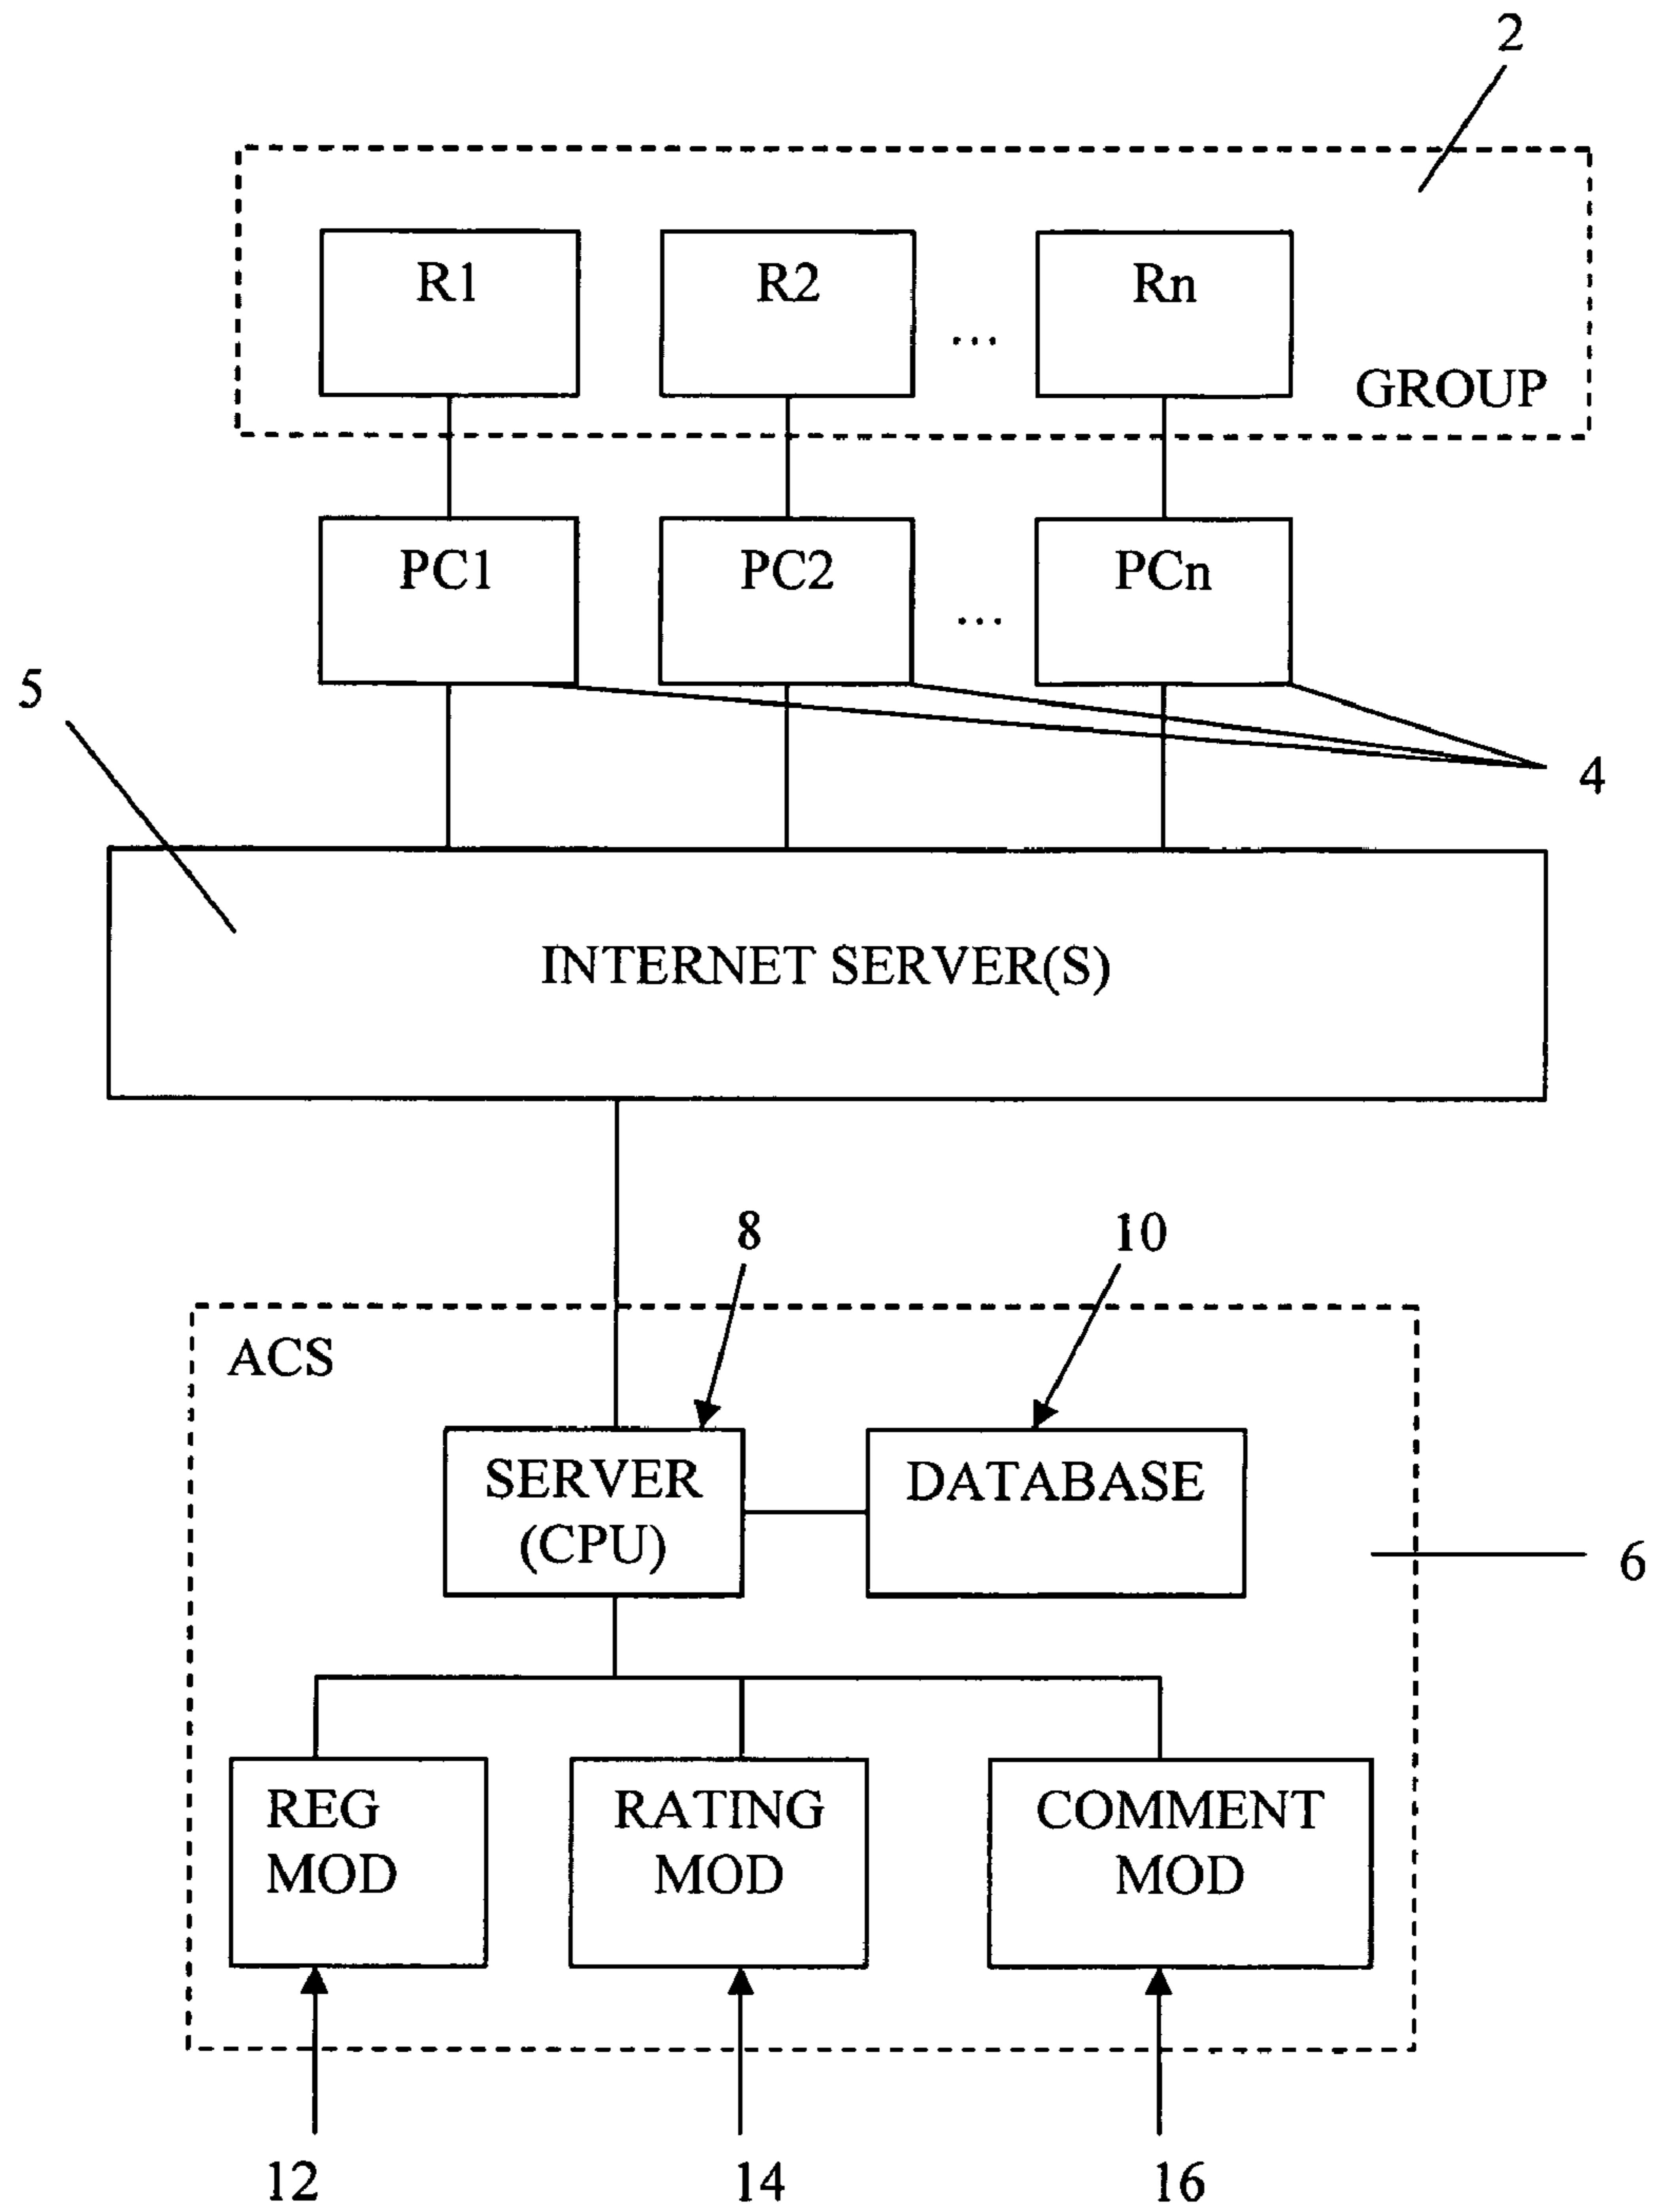 2
R1 R2 ... Rn
GROUP
PC1 PC2 ... PCn
5
4
INTERNET SERVER(S)
8 10
ACS
SERVER
(CPU)
DATABASE
6
REG
MOD
RATING
MOD
COMMENT
MOD
12 14 16